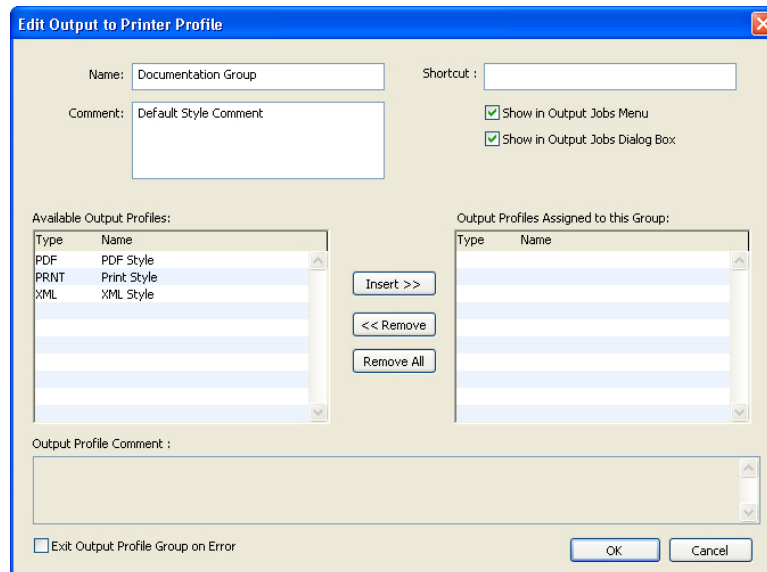 Edit Output to Printer Profile
Name: Documentation Group
Shortcut :
Comment: Default Style Comment
Show in Output Jobs Menu
Show in Output Jobs Dialog Box
Available Output Profiles:
Output Profiles Assigned to this Group:
Type Name
Type Name
PDF PDF Style
PRNT Print Style
XML XML Style
Insert >>
<< Remove
Remove All
Output Profile Comment :
Exit Output Profile Group on Error
OK
Cancel